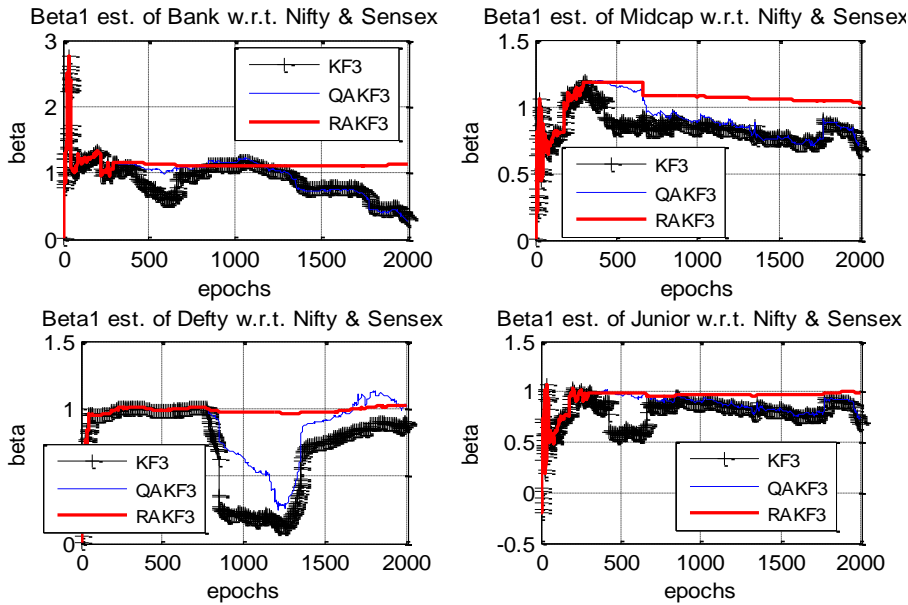 Beta1 est. of Bank w.r.t. Nifty & Sensex
3
2
1
0
beta
KF3
QAKF3
RAKF3
0 500 1000 1500 2000
epochs
Beta1 est. of Midcap w.r.t. Nifty & Sensex
1.5
1
0.5
0
beta
KF3
QAKF3
RAKF3
0 500 1000 1500 2000
epochs
Beta1 est. of Defty w.r.t. Nifty & Sensex
1.5
1
0
beta
KF3
QAKF3
RAKF3
0 500 1000 1500 2000
epochs
Beta1 est. of Junior w.r.t. Nifty & Sensex
1.5
1
0.5
0
-0.5
beta
KF3
QAKF3
RAKF3
0 500 1000 1500 2000
epochs